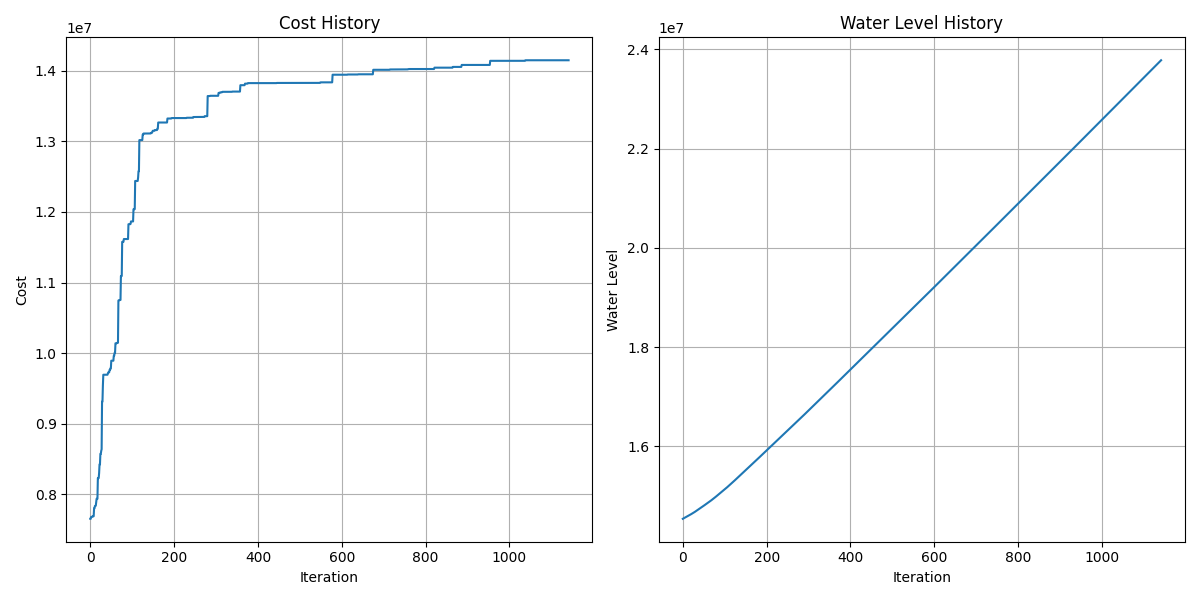 Cost History
1e7
1.4
1.3
1.2
1.1
1.0
0.9
0.8
Cost
0 200 400 600 800 1000
Iteration
Water Level History
1e7
2.4
2.2
2.0
1.8
1.6
Water Level
0 200 400 600 800 1000
Iteration